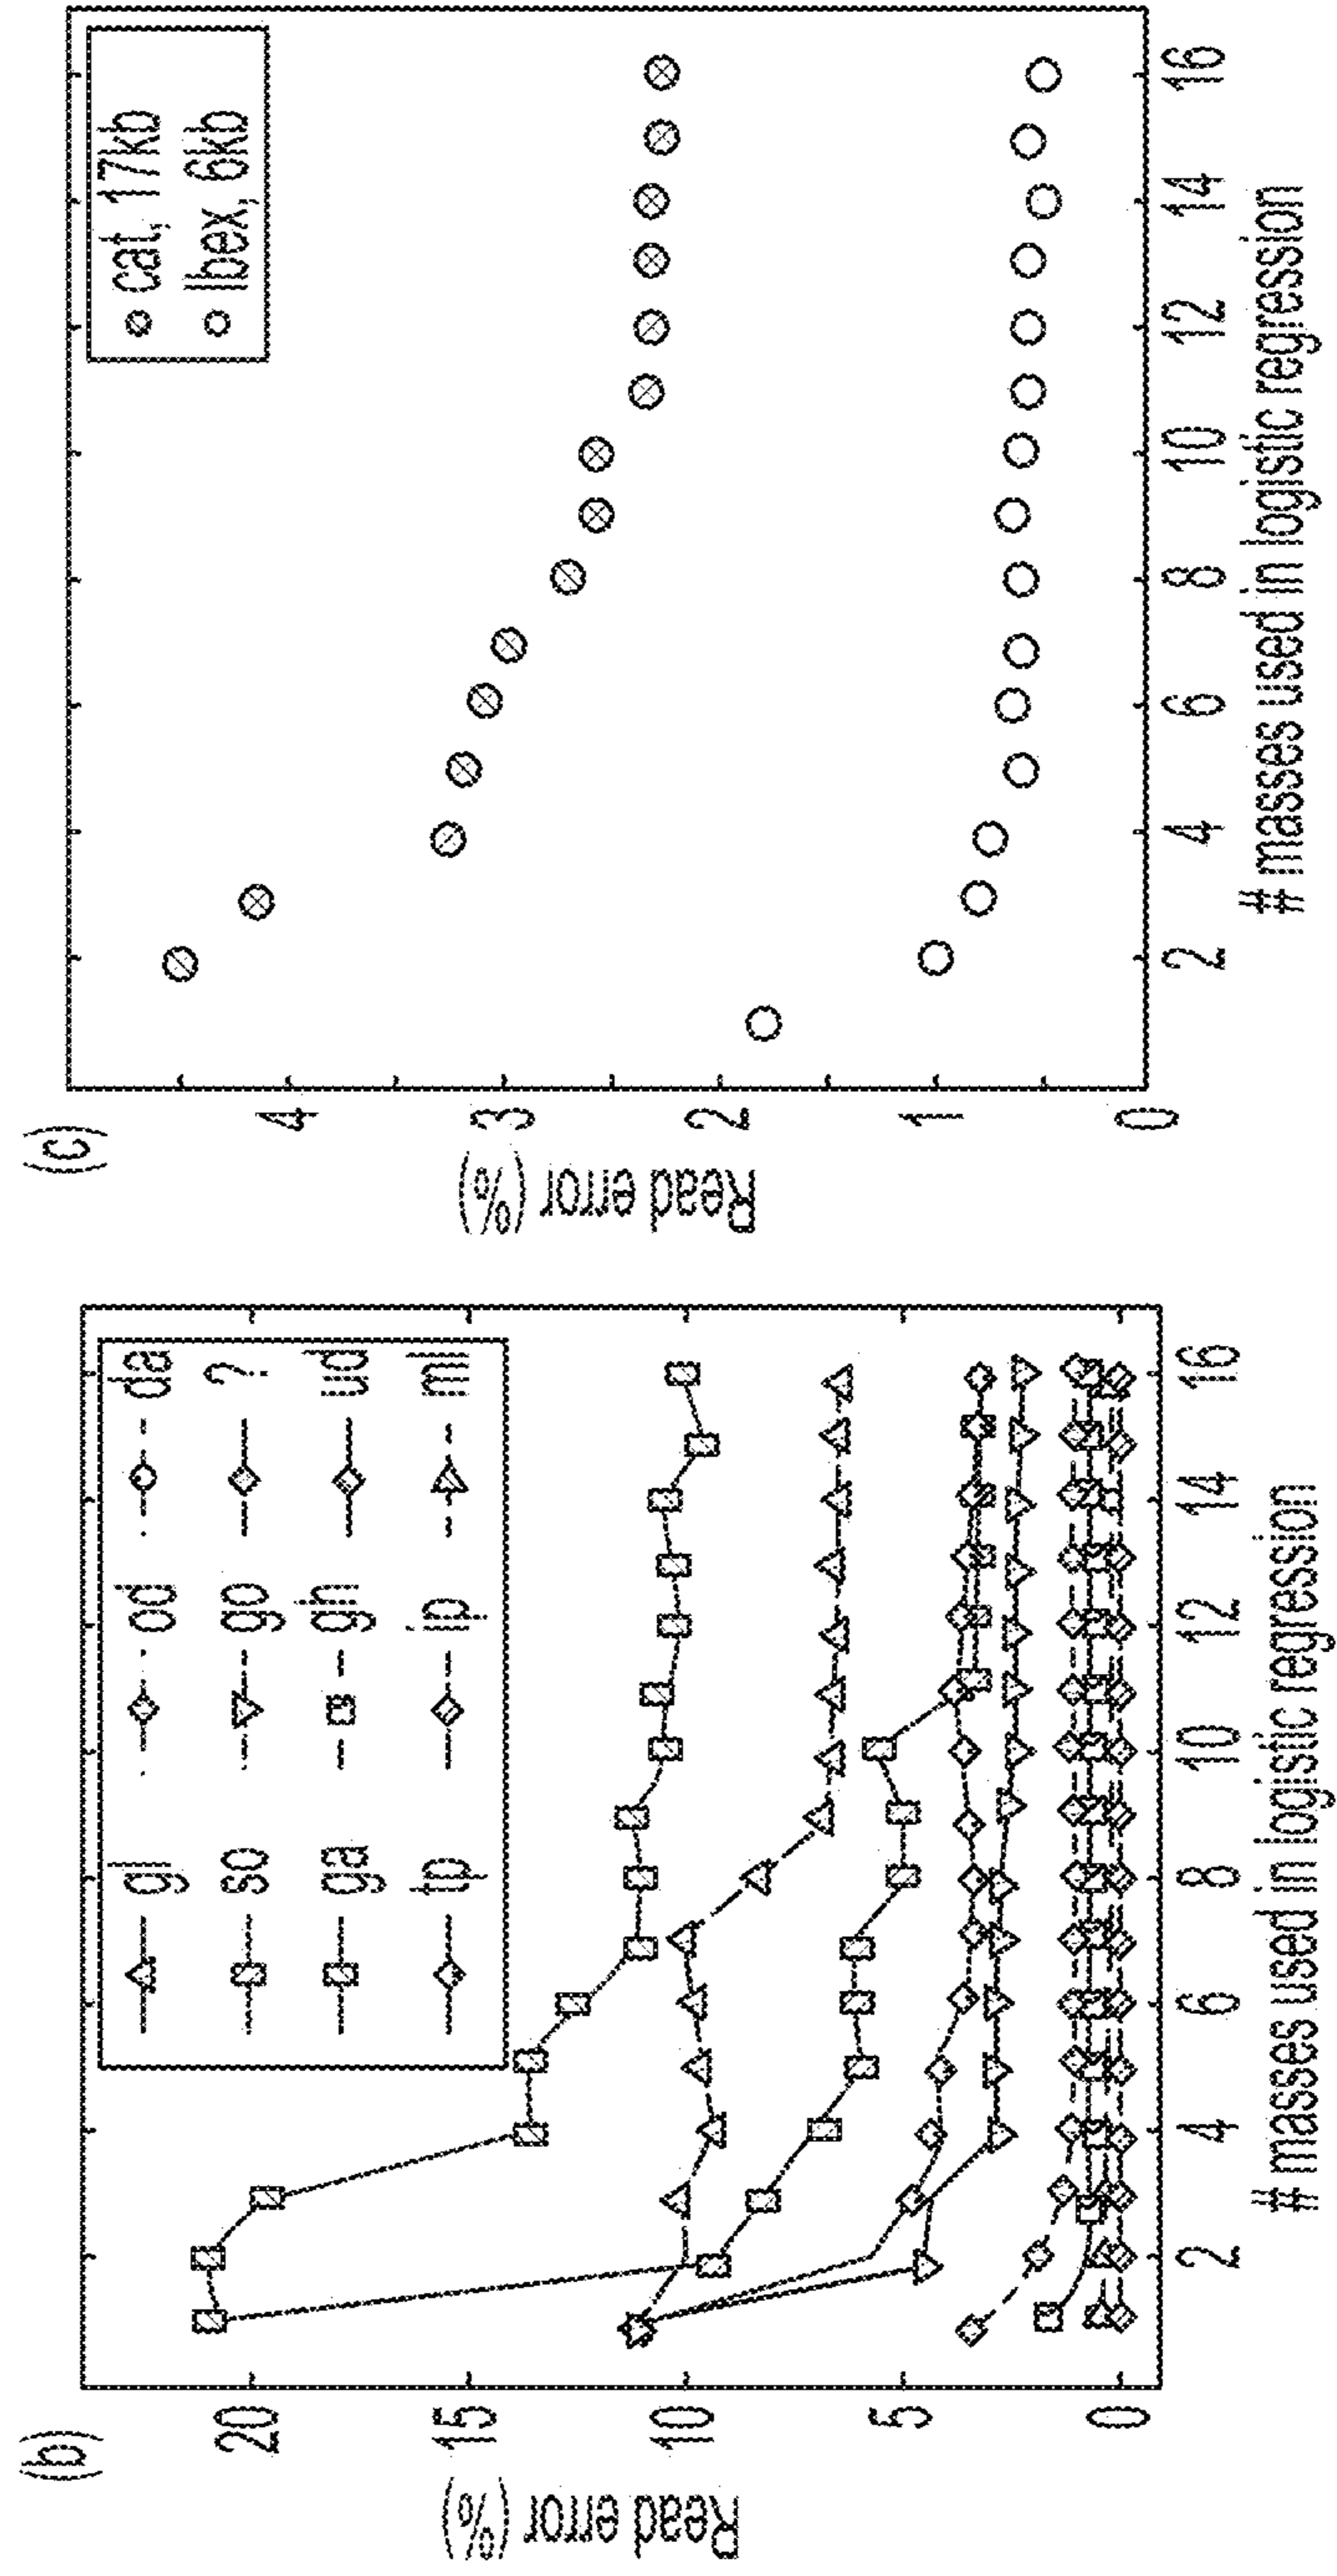 (b)
Read error (%)
20
15
10
5
0
gl od da
so go ?
ga gh ud
tp ip ml
2 4 6 8 10 12 14 16
# masses used in logistic regression
(c)
Read error (%)
4
3
2
1
0
cat, 17kb
Ibex, 6kb
2 4 6 8 10 12 14 16
# masses used in logistic regression